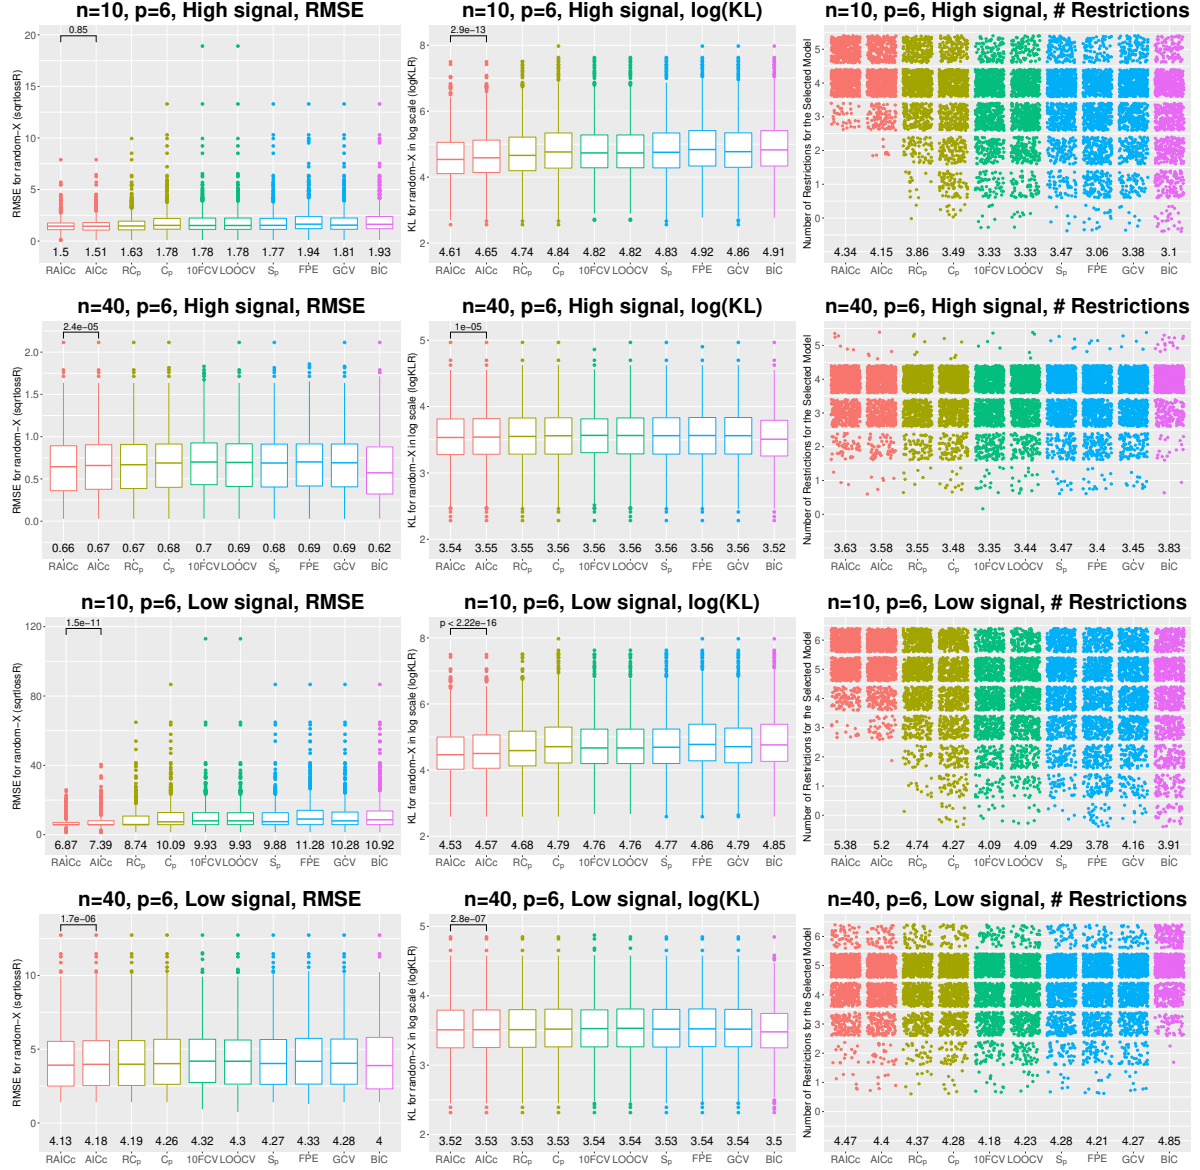 n=10, p=6, High signal, RMSE
RMSE for random−X (sqrtlossR)
20
15
10
5
0
0.85
1.5 1.51 1.63 1.78 1.78 1.78 1.77 1.94 1.81 1.93
RAICc AICc RCp Cp 10FCV LOOCV Sp FPE GCV BIC
n=10, p=6, High signal, log(KL)
KL for random−X in log scale (logKLR)
8
6
4
2
2.9e−13
4.61 4.65 4.74 4.84 4.82 4.82 4.83 4.92 4.86 4.91
RAICc AICc RCp Cp 10FCV LOOCV Sp FPE GCV BIC
n=10, p=6, High signal, # Restrictions
Number of Restrictions for the Selected Model
5
4
3
2
1
0
4.34 4.15 3.86 3.49 3.33 3.33 3.51 3.06 3.38 3.1
RAICc AICc RCp Cp 10FCV LOOCV Sp FPE GCV BIC
n=40, p=6, High signal, RMSE
RMSE for random−X (sqrtlossR)
2.0
1.5
1.0
0.5
0.0
2.4e−05
0.66 0.67 0.67 0.68 0.7 0.69 0.68 0.69 0.69 0.62
RAICc AICc RCp Cp 10FCV LOOCV Sp FPE GCV BIC
n=40, p=6, High signal, log(KL)
KL for random−X in log scale (logKLR)
5
4
3
2
1e−05
3.54 3.55 3.55 3.56 3.56 3.56 3.56 3.56 3.56 3.52
RAICc AICc RCp Cp 10FCV LOOCV Sp FPE GCV BIC
n=40, p=6, High signal, # Restrictions
Number of Restrictions for the Selected Model
5
4
3
2
1
0
3.63 3.58 3.55 3.48 3.35 3.44 3.47 3.4 3.45 3.83
RAICc AICc RCp Cp 10FCV LOOCV Sp FPE GCV BIC
n=10, p=6, Low signal, RMSE
RMSE for random−X (sqrtlossR)
120
80
40
0
1.5e−11
6.87 7.39 8.74 10.09 9.93 9.93 9.88 11.28 10.28 10.92
RAICc AICc RCp Cp 10FCV LOOCV Sp FPE GCV BIC
n=10, p=6, Low signal, log(KL)
KL for random−X in log scale (logKLR)
8
6
4
2
p < 2.22e−16
4.53 4.57 4.68 4.79 4.76 4.76 4.77 4.86 4.79 4.85
RAICc AICc RCp Cp 10FCV LOOCV Sp FPE GCV BIC
n=10, p=6, Low signal, # Restrictions
Number of Restrictions for the Selected Model
6
5
4
3
2
1
0
5.38 5.2 4.74 4.27 4.09 4.09 4.29 3.78 4.16 3.91
RAICc AICc RCp Cp 10FCV LOOCV Sp FPE GCV BIC
n=40, p=6, Low signal, RMSE
RMSE for random−X (sqrtlossR)
10
5
0
1.7e−06
4.13 4.18 4.19 4.26 4.32 4.3 4.27 4.33 4.28 4
RAICc AICc RCp Cp 10FCV LOOCV Sp FPE GCV BIC
n=40, p=6, Low signal, log(KL)
KL for random−X in log scale (logKLR)
5
4
3
2
2.8e−07
3.52 3.53 3.53 3.54 3.54 3.54 3.53 3.54 3.54 3.5
RAICc AICc RCp Cp 10FCV LOOCV Sp FPE GCV BIC
n=40, p=6, Low signal, # Restrictions
Number of Restrictions for the Selected Model
6
5
4
3
2
1
0
4.47 4.4 4.37 4.28 4.18 4.23 4.28 4.21 4.27 4.85
RAICc AICc RCp Cp 10FCV LOOCV Sp FPE GCV BIC